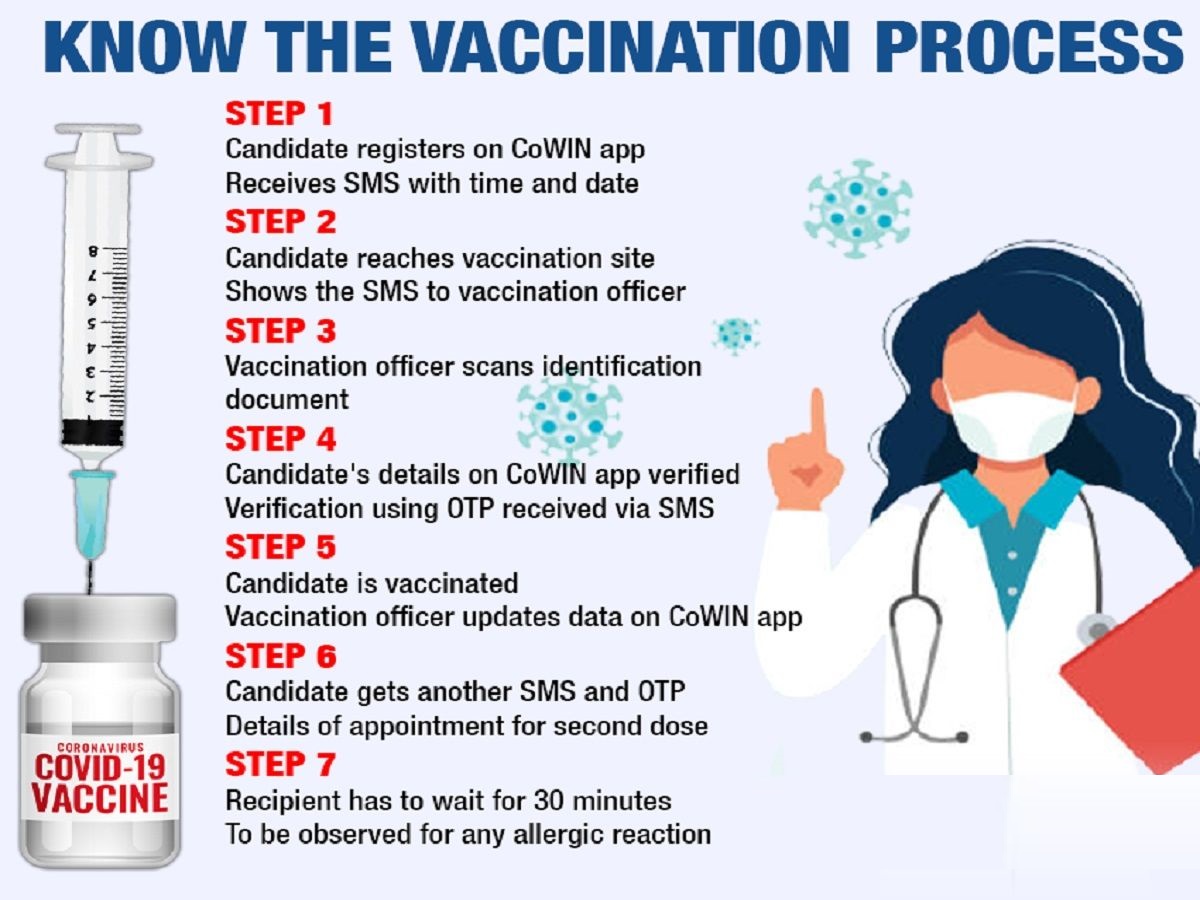 KNOW THE VACCINATION PROCESS
STEP 1
Candidate registers on CoWIN app
Receives SMS with time and date
STEP 2
Candidate reaches vaccination site
Shows the SMS to vaccination officer
STEP 3
Vaccination officer scans identification
document
STEP 4
Candidate's details on CoWIN app verified
Verification using OTP received via SMS
STEP 5
Candidate is vaccinated
Vaccination officer updates data on CoWIN app
STEP 6
Candidate gets another SMS and OTP
Details of appointment for second dose
STEP 7
Recipient has to wait for 30 minutes
To be observed for any allergic reaction
8
7
6
5
4
3
2
1
CORONAVIRUS
COVID-19
VACCINE